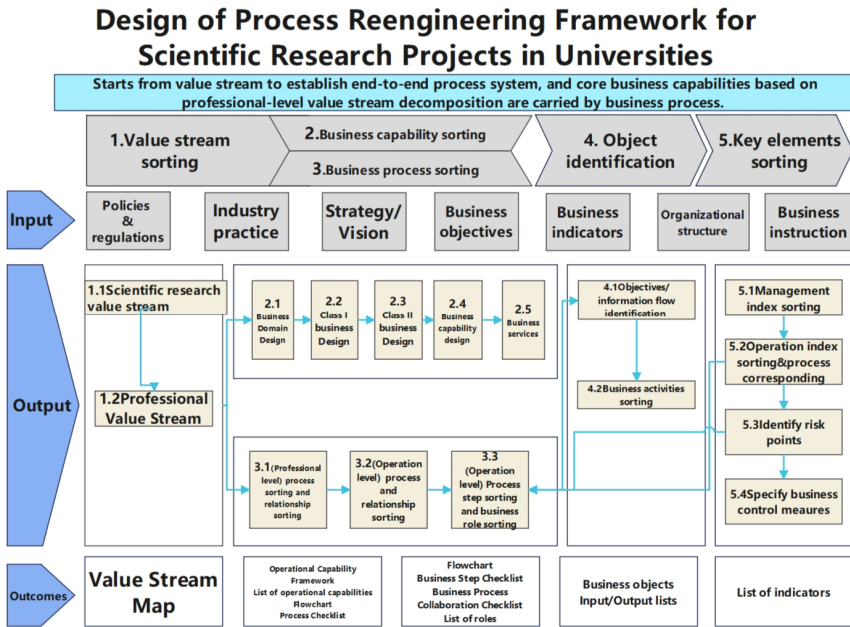 Design of Process Reengineering Framework for
Scientific Research Projects in Universities
Starts from value stream to establish end-to-end process system, and core business capabilities based on
professional-level value stream decomposition are carried by business process.
1.Value stream
sorting
2.Business capability sorting
3.Business process sorting
4. Object
identification
5.Key elements
sorting
Input
Policies
&
regulations
Industry
practice
Strategy/
Vision
Business
objectives
Business
indicators
Organizational
structure
Business
instruction
Output
1.1Scientific research
value stream
1.2Professional
Value Stream
2.1
Business
Domain
Design
2.2
Class I
business
Design
2.3
Class II
business
Design
2.4
Business
capability
design
2.5
Business
services
3.1(Professional
level) process
sorting and
relationship
sorting
3.2(Operation
level) process
and
relationship
sorting
3.3
(Operation
level) Process
step sorting
and business
role sorting
4.1Objectives/
information flow
identification
4.2Business activities
sorting
5.1Management
index sorting
5.2Operation index
sorting&process
corresponding
5.3Identify risk
points
5.4Specify business
control meaures
Outcomes
Value Stream
Map
Operational Capability
Framework
List of operational capabilities
Flowchart
Process Checklist
Flowchart
Business Step Checklist
Business Process
Collaboration Checklist
List of roles
Business objects
Input/Output lists
List of indicators